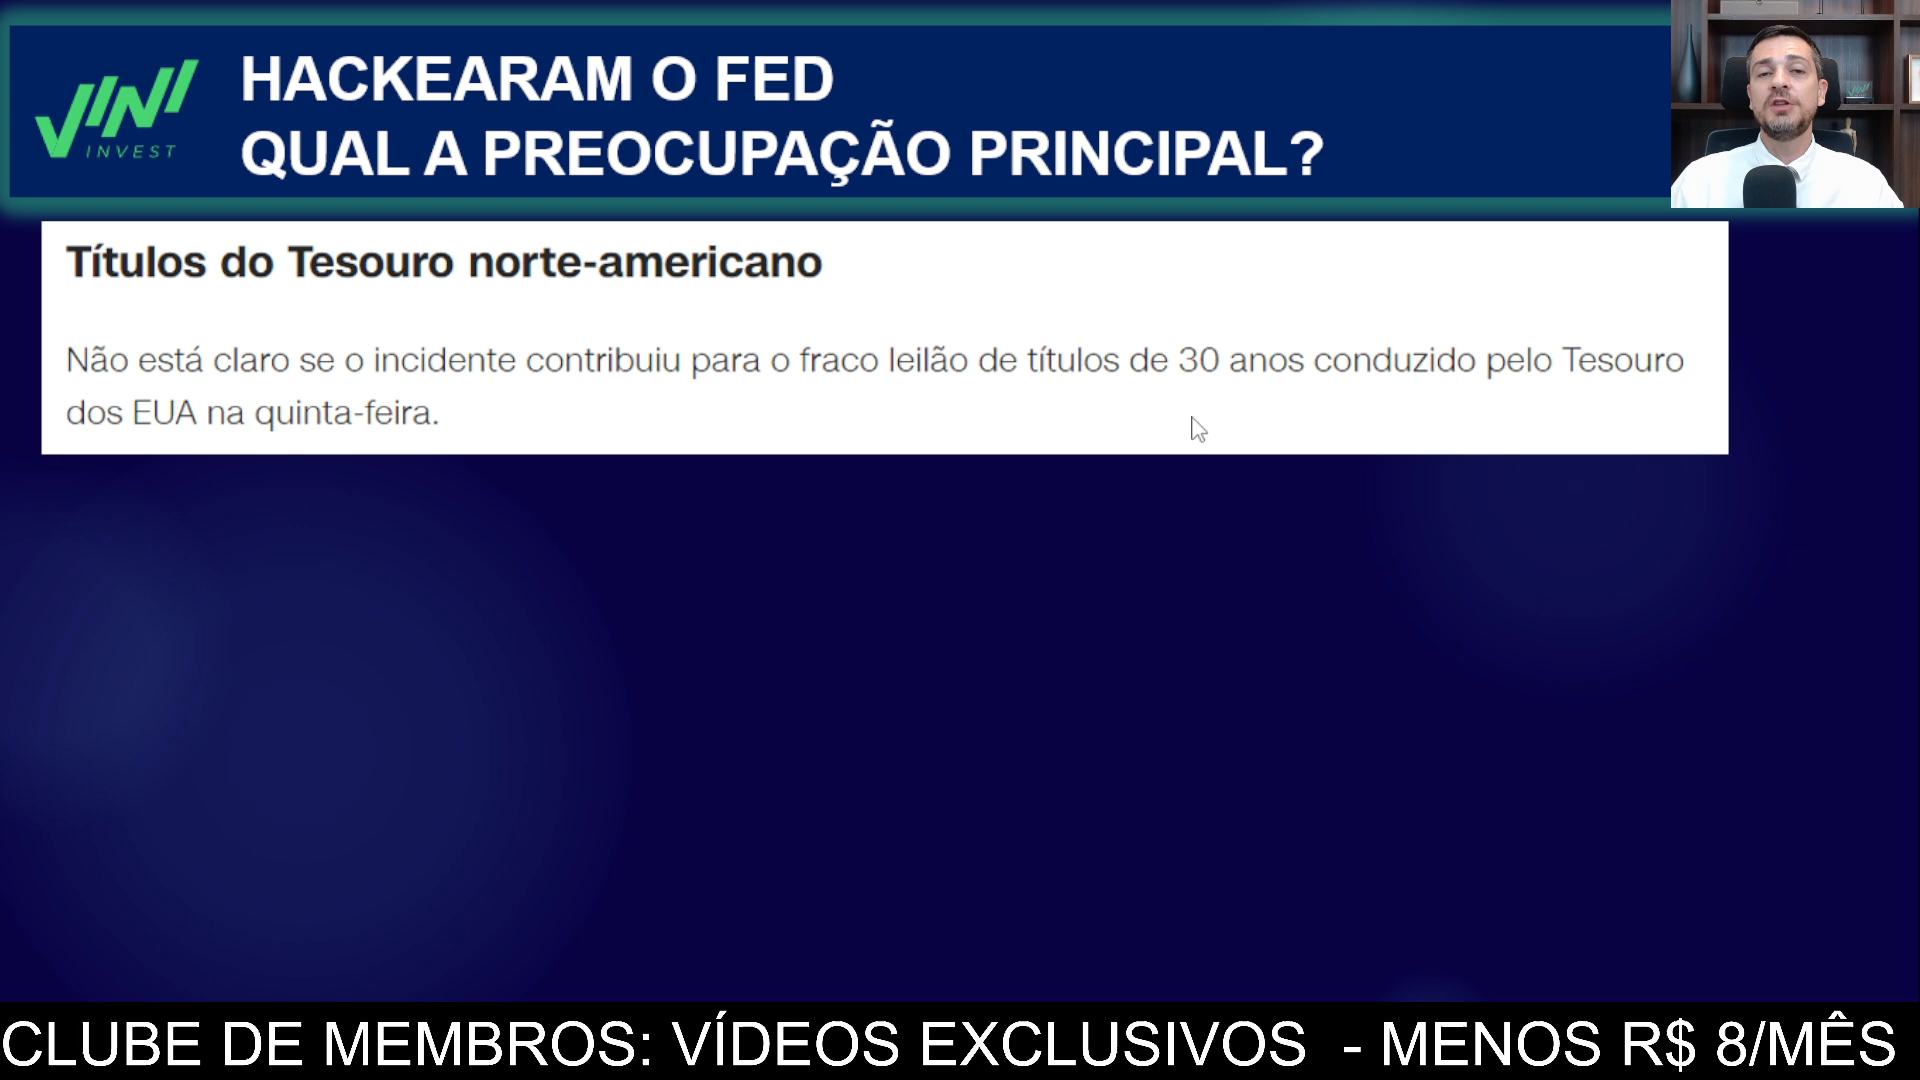 VINI
INVEST
HACKEARAM O FED
QUAL A PREOCUPAÇÃO PRINCIPAL?
Títulos do Tesouro norte-americano
Não está claro se o incidente contribuiu para o fraco leilão de títulos de 30 anos conduzido pelo Tesouro
dos EUA na quinta-feira.
CLUBE DE MEMBROS: VÍDEOS EXCLUSIVOS - MENOS R$ 8/MÊS